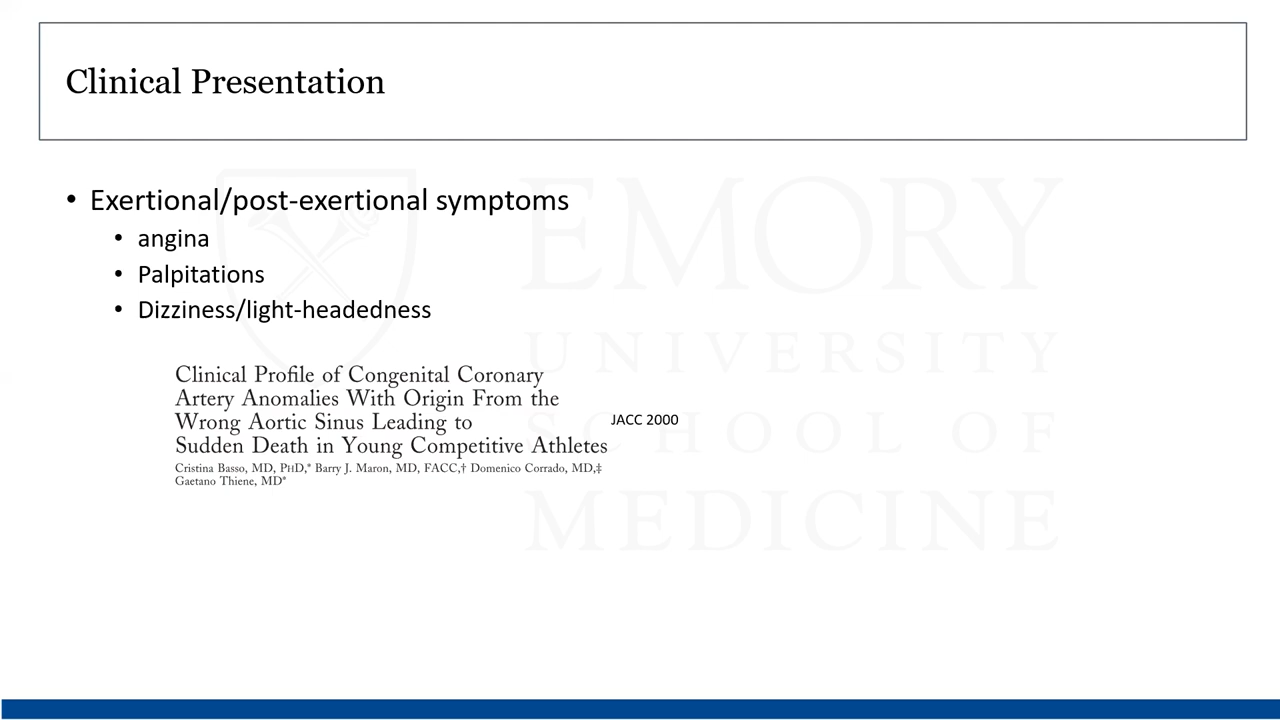 Clinical Presentation
• Exertional/post-exertional symptoms
• angina
• Palpitations
• Dizziness/light-headedness
Clinical Profile of Congenital Coronary
Artery Anomalies With Origin From the
Wrong Aortic Sinus Leading to
Sudden Death in Young Competitive Athletes
Cristina Basso, MD, PHD,* Barry J. Maron, MD, FACC,† Domenico Corrado, MD,‡
Gaetano Thiene, MD*
JACC 2000
EMORY
UNIVERSITY
SCHOOL OF
MEDICINE